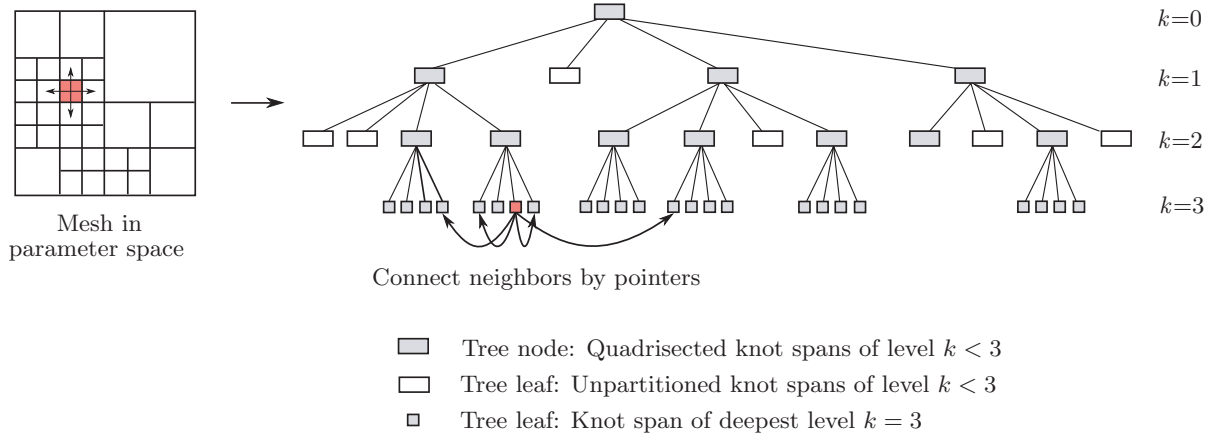 k=0
k=1
k=2
k=3
Mesh in
parameter space
Connect neighbors by pointers
Tree node: Quadrisected knot spans of level k < 3
Tree leaf: Unpartitioned knot spans of level k < 3
Tree leaf: Knot span of deepest level k = 3